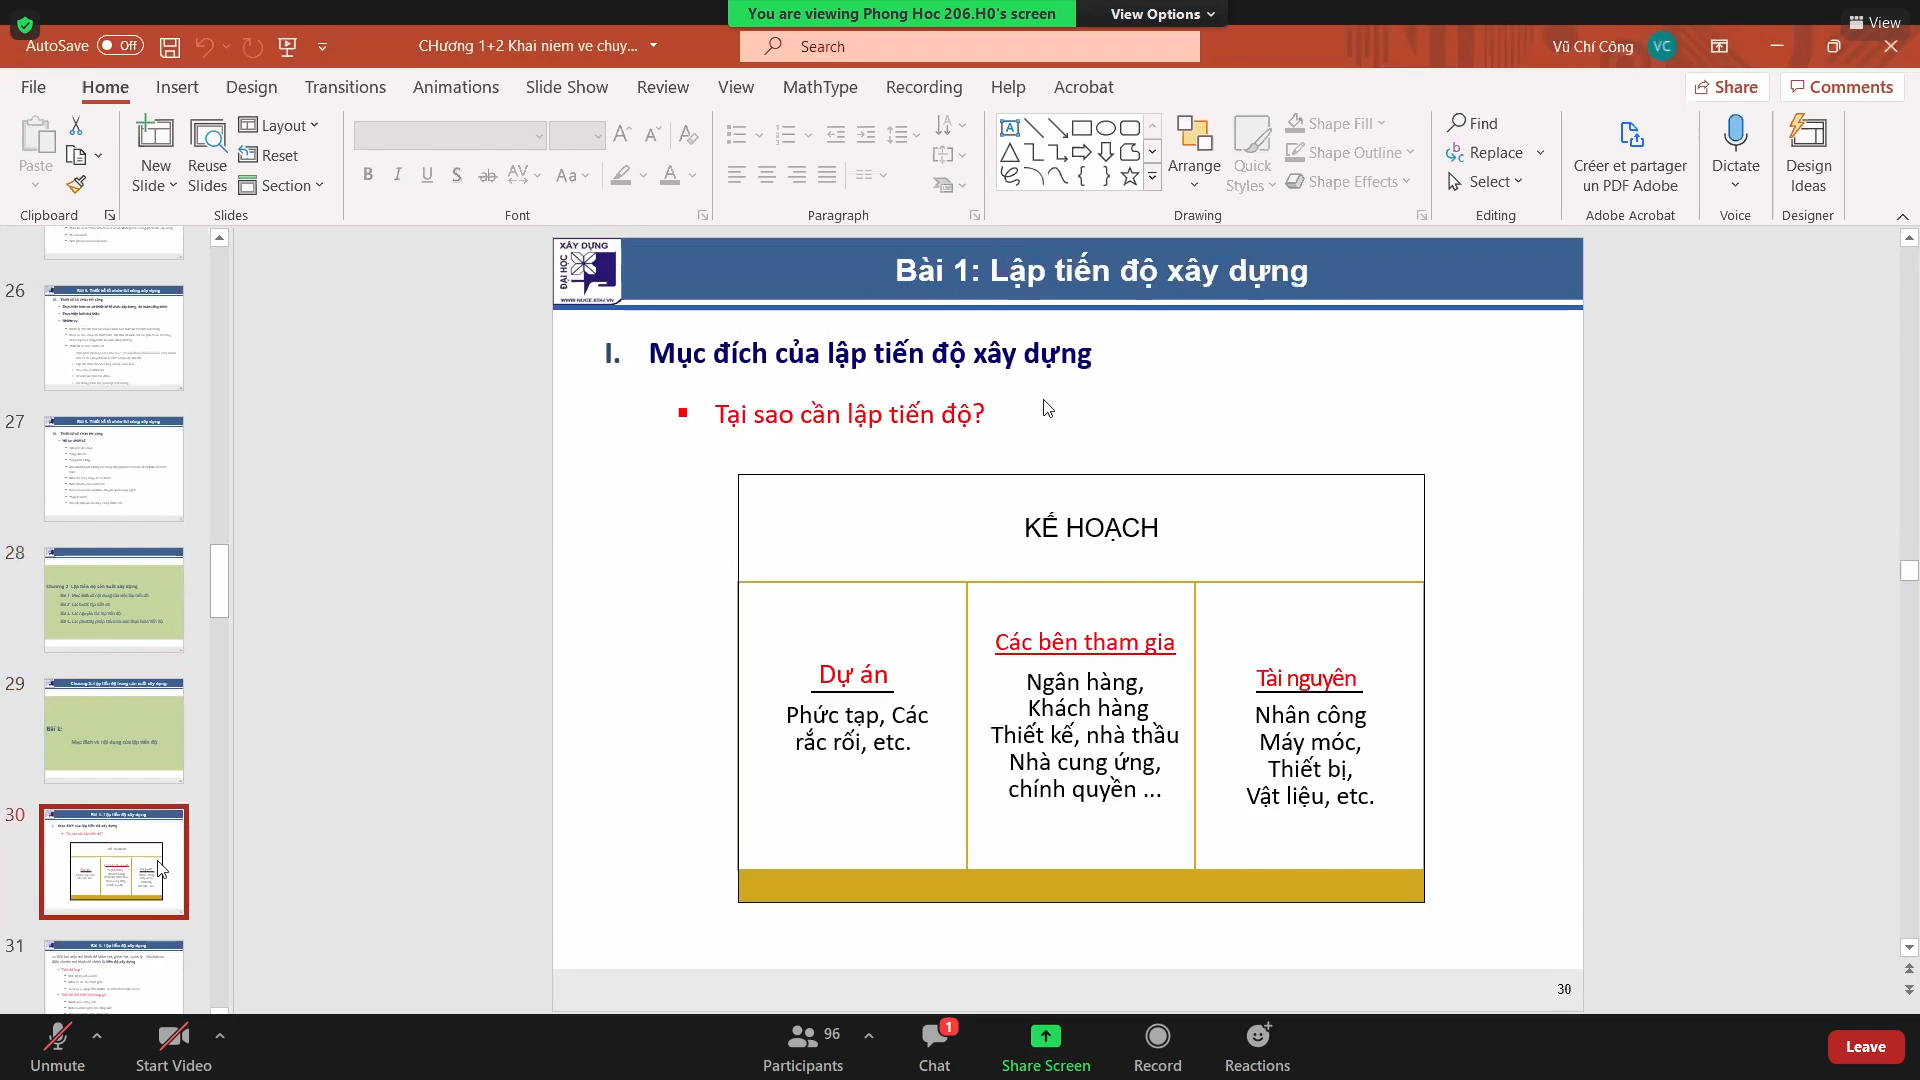 You are viewing Phong Hoc 206.H0's screen
View Options
View
AutoSave
Off
CHương 1+2 Khai niem ve chuy...
Search
Vũ Chí Công
VC
File
Home
Insert
Design
Transitions
Animations
Slide Show
Review
View
MathType
Recording
Help
Acrobat
Share
Comments
Paste
New Slide
Reuse Slides
Layout
Reset
Section
Shape Fill
Shape Outline
Shape Effects
Arrange
Quick Styles
Find
Replace
Select
Créer et partager un PDF Adobe
Dictate
Design Ideas
Clipboard
Slides
Font
Paragraph
Drawing
Editing
Adobe Acrobat
Voice
Designer
26
27
28
29
30
31
XÂY DỰNG
ĐẠI HỌC
WWW.NUCE.EDU.VN
Bài 1: Lập tiến độ xây dựng
I. Mục đích của lập tiến độ xây dựng
Tại sao cần lập tiến độ?
KẾ HOẠCH
Dự án
Phức tạp, Các
rắc rối, etc.
Các bên tham gia
Ngân hàng,
Khách hàng
Thiết kế, nhà thầu
Nhà cung ứng,
chính quyền ...
Tài nguyên
Nhân công
Máy móc,
Thiết bị,
Vật liệu, etc.
30
Unmute
Start Video
96
Participants
1
Chat
Share Screen
Record
Reactions
Leave